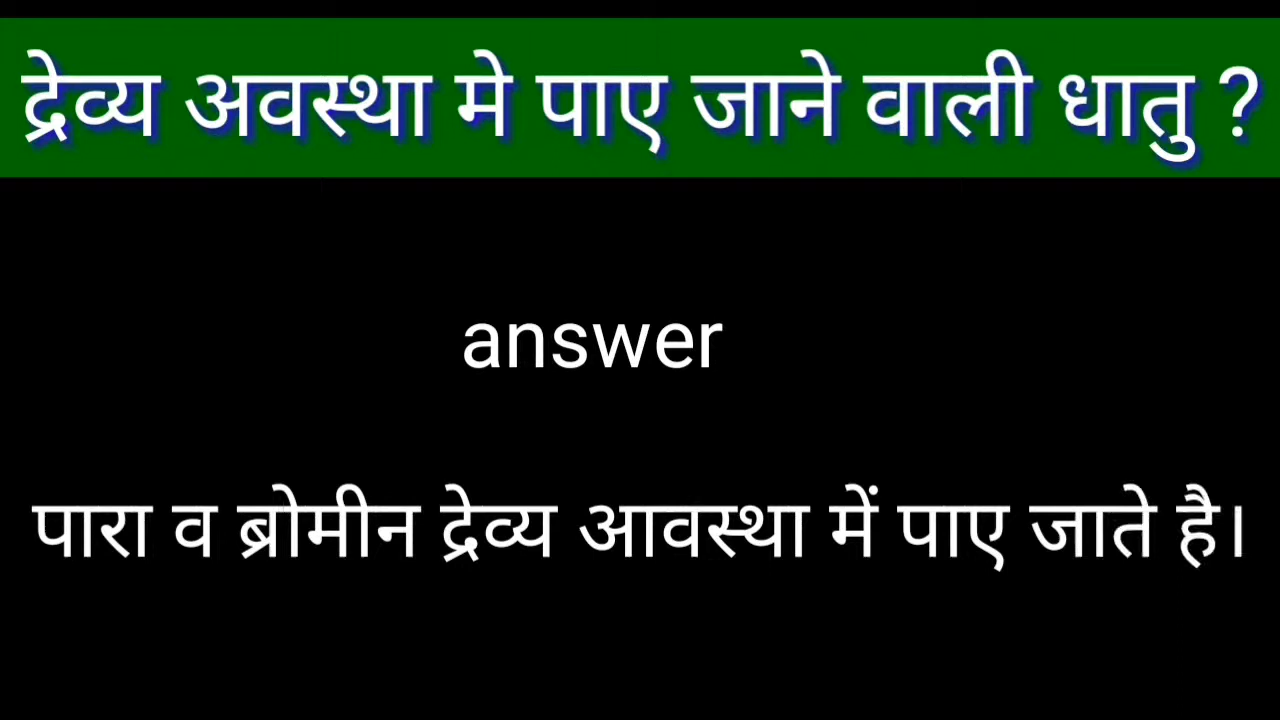 द्रेव्य अवस्था मे पाए जाने वाली धातु ?
answer
पारा व ब्रोमीन द्रेव्य आवस्था में पाए जाते है।